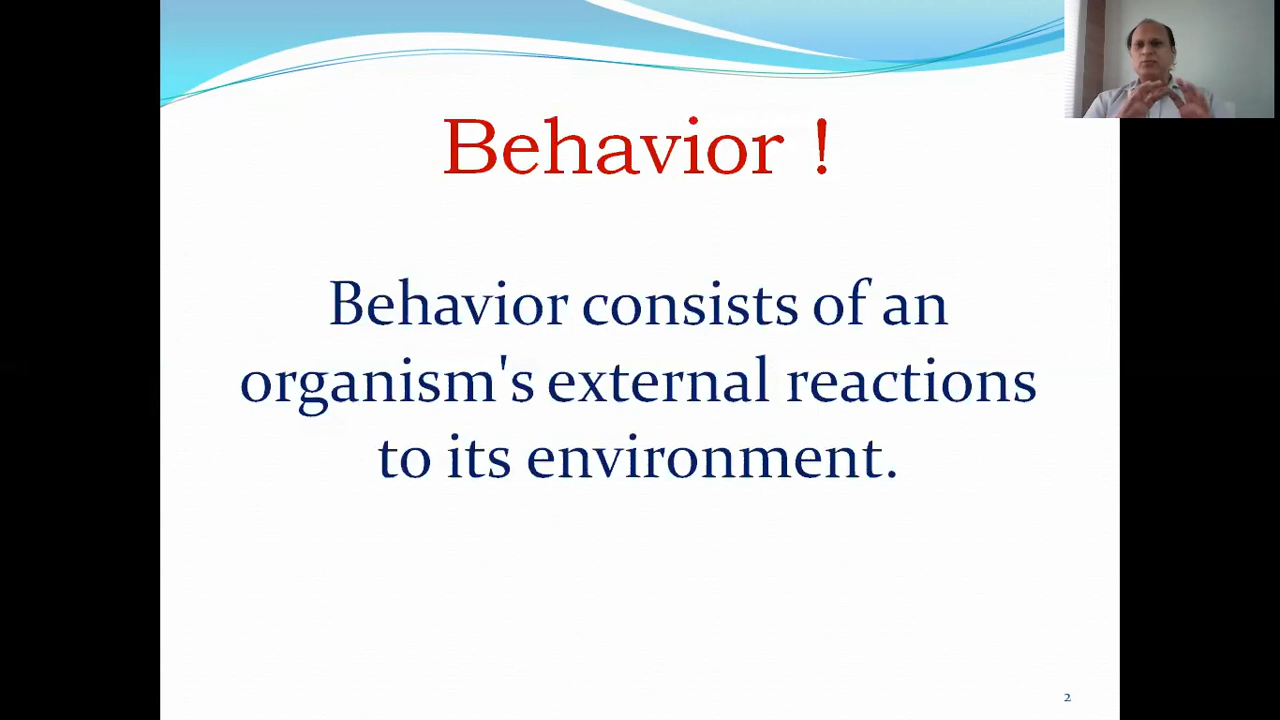 Behavior !
Behavior consists of an
organism's external reactions
to its environment.
2